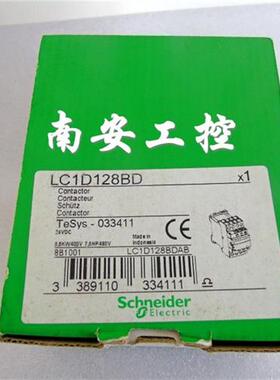 南安工控
LC1D128BD
x1
Contactor
Contacteur
Schütz
Contactor
TeSys - 033411
24VDC
5,5KW/400V 7,5HP/480V
Made in
Indonesia
8B1001
LC1D128BDAB
3 389110 334111
Schneider
Electric